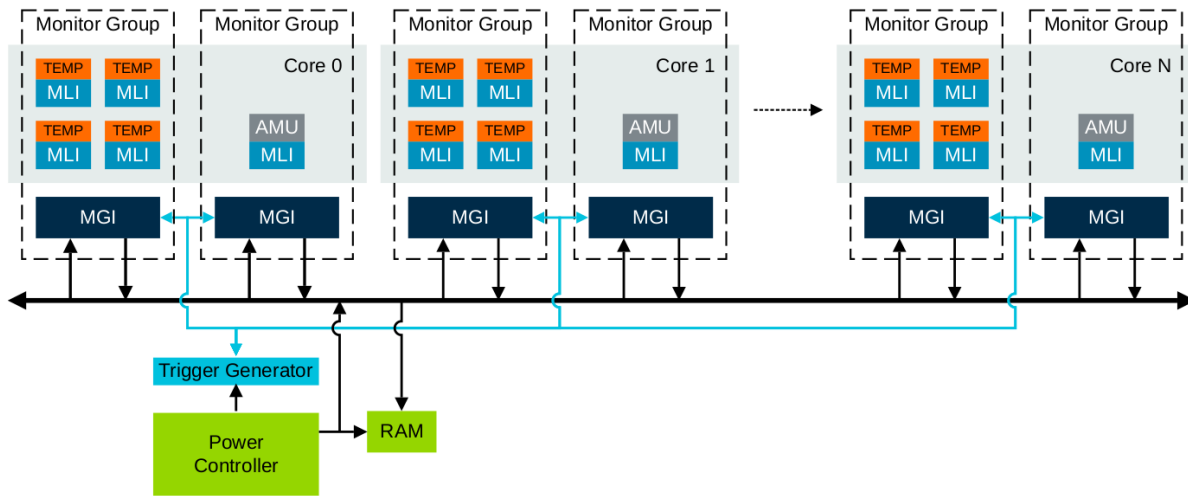 Monitor Group
Monitor Group
Monitor Group
Monitor Group
Monitor Group
Monitor Group
Core 0
Core 1
Core N
TEMP TEMP
MLI MLI
TEMP TEMP
MLI MLI
AMU
MLI
TEMP TEMP
MLI MLI
TEMP TEMP
MLI MLI
AMU
MLI
TEMP TEMP
MLI MLI
TEMP TEMP
MLI MLI
AMU
MLI
MGI
MGI
MGI
MGI
MGI
MGI
Trigger Generator
Power
Controller
RAM